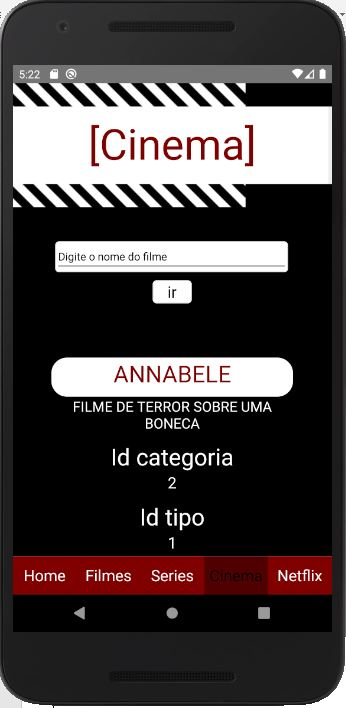 5:22
[Cinema]
Digite o nome do filme
ir
ANNABELE
FILME DE TERROR SOBRE UMA
BONECA
Id categoria
2
Id tipo
1
Home Filmes Series Cinema Netflix